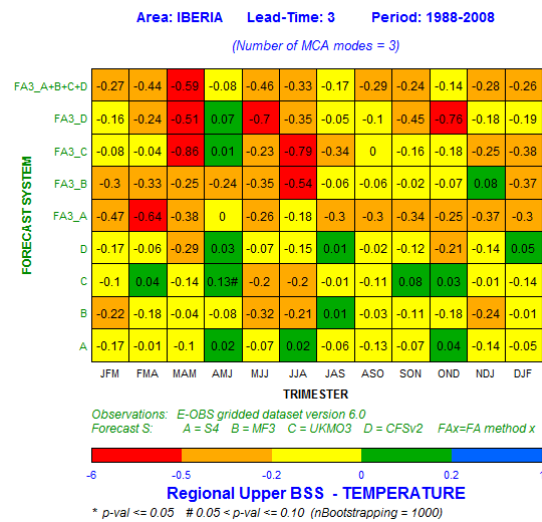 Area: IBERIA Lead-Time: 3 Period: 1988-2008
(Number of MCA modes = 3)
FORECAST SYSTEM
FA3_A+B+C+D -0.27 -0.44 -0.59 -0.08 -0.46 -0.33 -0.17 -0.29 -0.24 -0.14 -0.28 -0.26
FA3_D -0.16 -0.24 -0.51 0.07 -0.7 -0.35 -0.05 -0.1 -0.45 -0.76 -0.18 -0.19
FA3_C -0.08 -0.04 -0.86 0.01 -0.23 -0.79 -0.34 0 -0.16 -0.18 -0.25 -0.38
FA3_B -0.3 -0.33 -0.25 -0.24 -0.35 -0.54 -0.06 -0.06 -0.02 -0.07 0.08 -0.37
FA3_A -0.47 -0.64 -0.38 0 -0.26 -0.18 -0.3 -0.3 -0.34 -0.25 -0.37 -0.3
D -0.17 -0.06 -0.29 0.03 -0.07 -0.15 0.01 -0.02 -0.12 -0.21 -0.14 0.05
C -0.1 0.04 -0.14 0.13# -0.2 -0.2 -0.01 -0.11 0.08 0.03 -0.01 -0.14
B -0.22 -0.18 -0.04 -0.08 -0.32 -0.21 0.01 -0.03 -0.11 -0.18 -0.24 -0.01
A -0.17 -0.01 -0.1 0.02 -0.07 0.02 -0.06 -0.13 -0.07 0.04 -0.14 -0.05
JFM FMA MAM AMJ MJJ JJA JAS ASO SON OND NDJ DJF
TRIMESTER
Observations: E-OBS gridded dataset version 6.0
Forecast S: A = S4 B = MF3 C = UKMO3 D = CFSv2 FAx=FA method x
-6 -0.5 -0.2 0 0.2 1
Regional Upper BSS - TEMPERATURE
* p-val <= 0.05 # 0.05 < p-val <= 0.10 (nBootstrapping = 1000)